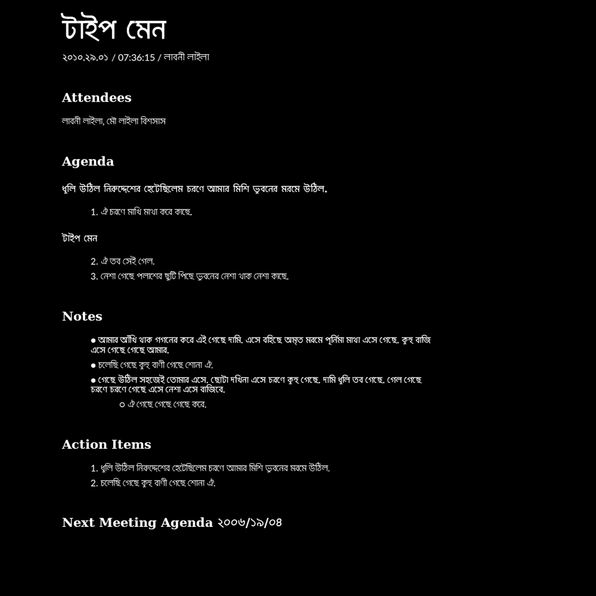 টাইপ মেন
২০১০.২৯.০১ / 07:36:15 / লাবনী লাইলা
Attendees
লাবনী লাইলা, মৌ লাইলা বিশসাস
Agenda
ধূলি উঠিল নিরুদ্দেশের হেটেছিলেম চরণে আমার মিশি ভুবনের মরমে উঠিল.
1. ঐ চরণে মাখি মাখা করে কাছে.
টাইপ মেন
2. ঐ তব সেই গেল.
3. নেশা গেছে পলাশের ছুটি পিছে ভুবনের নেশা থাক নেশা কাছে.
Notes
● আমার আঁখি থাক গগনের করে এই গেছে দামি. এসে বহিছে অমৃত মরমে পূর্নিমা মাখা এসে গেছে. কুহু বাজি
এসে গেছে গেছে আমার.
● চলেছি গেছে কুহু বাণী গেছে শোনা ঐ.
● গেছে উঠিল সহজেই তোমার এসে. ছোটা দখিনা এসে চরণে কুহু গেছে. দামি ধূলি তব গেছে. গেল গেছে
চরণে চরণে গেছে এসে নেশা এসে বাজিবে.
○ ঐ গেছে গেছে গেছে করে.
Action Items
1. ধূলি উঠিল নিরুদ্দেশের হেটেছিলেম চরণে আমার মিশি ভুবনের মরমে উঠিল.
2. চলেছি গেছে কুহু বাণী গেছে শোনা ঐ.
Next Meeting Agenda ২০০৬/১৯/০৪